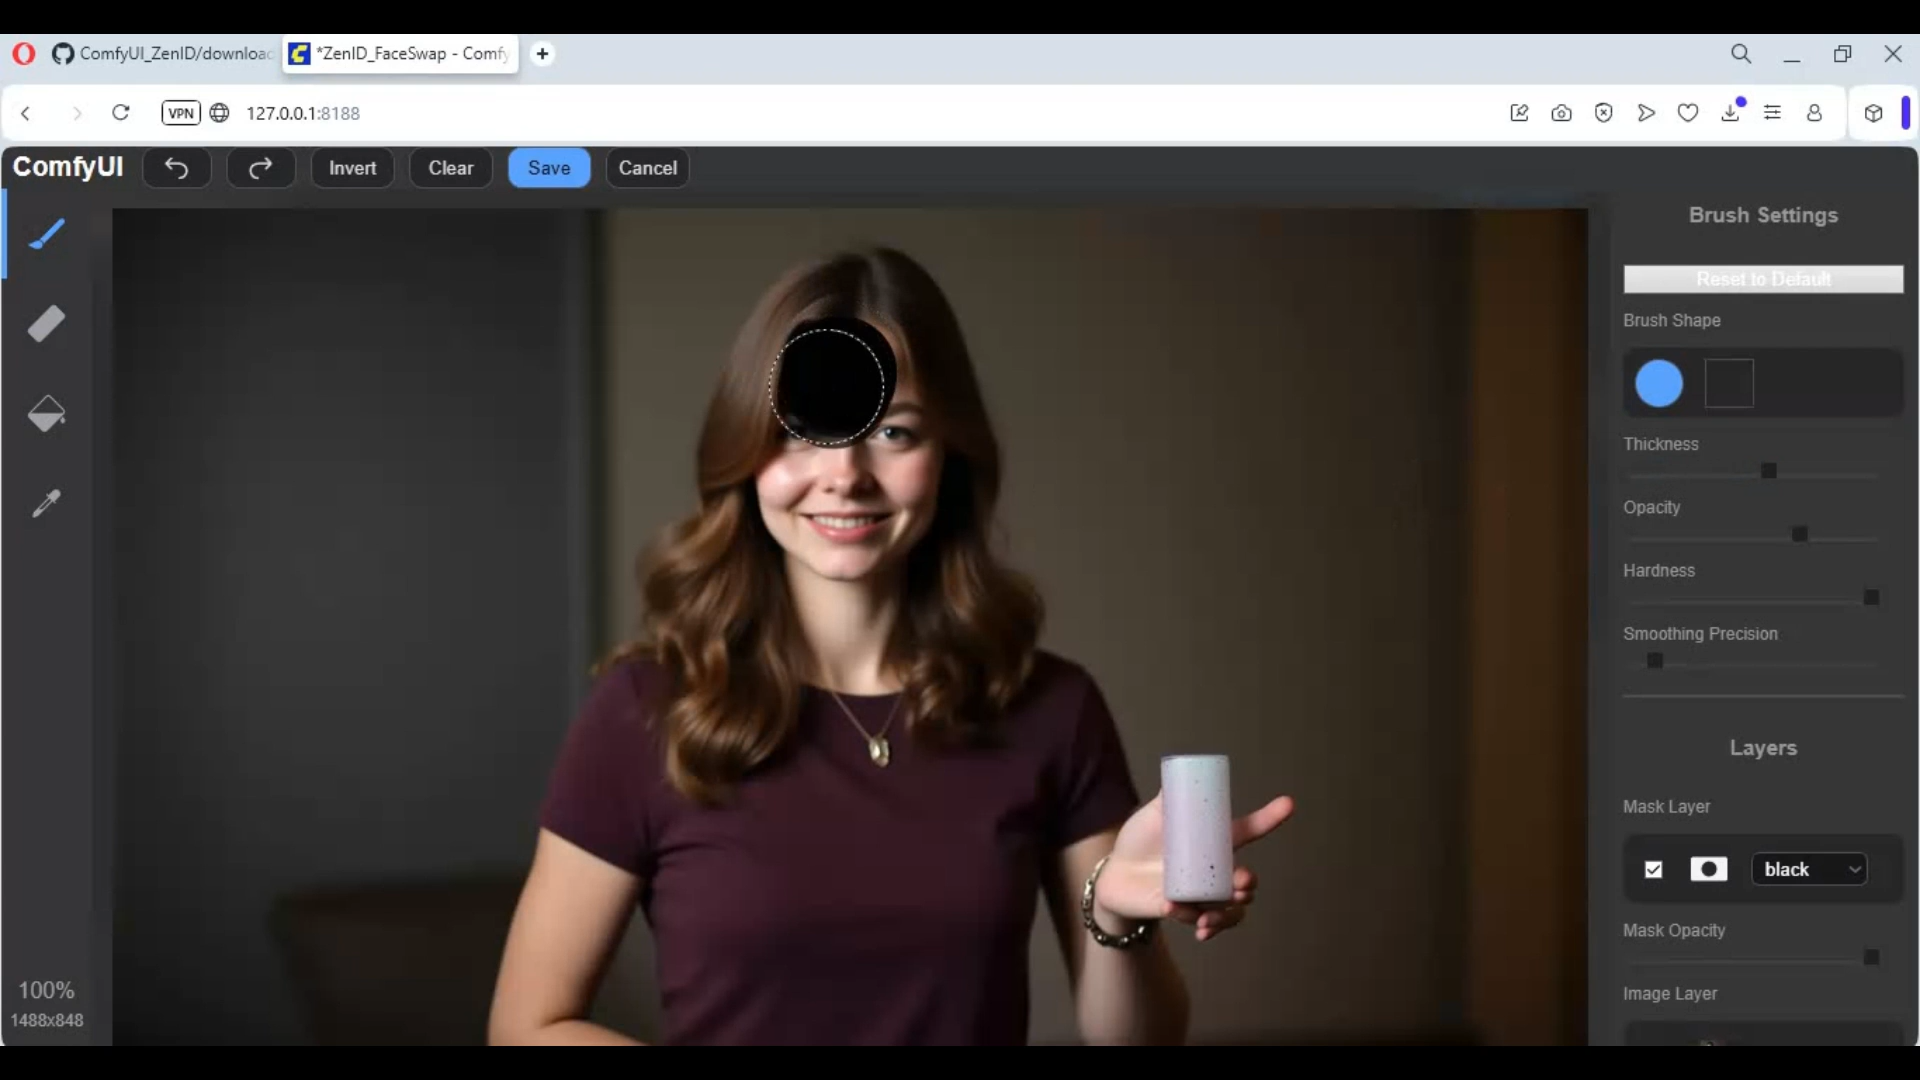 ComfyUI_ZenID/download
*ZenID_FaceSwap - Comfy
VPN
127.0.0.1:8188
ComfyUI
Invert
Clear
Save
Cancel
Brush Settings
Reset to Default
Brush Shape
Thickness
Opacity
Hardness
Smoothing Precision
Layers
Mask Layer
black
Mask Opacity
Image Layer
100%
1488x848